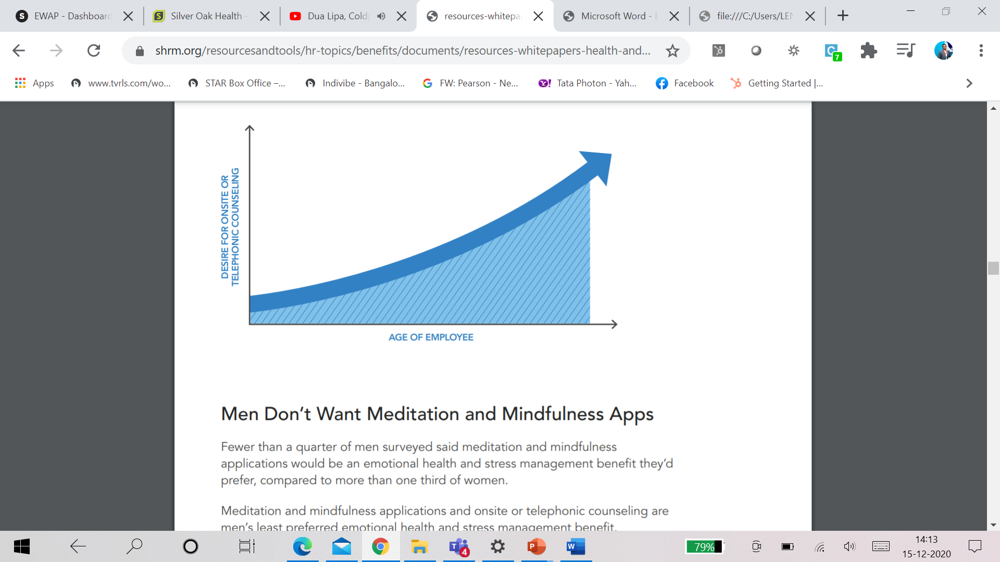 EWAP - Dashboard
Silver Oak Health -
Dua Lipa, Cold
resources-whitepa
Microsoft Word -
file:///C:/Users/LEN
shrm.org/resourcesandtools/hr-topics/benefits/documents/resources-whitepapers-health-and...
7
Apps
www.tvrls.com/wo...
STAR Box Office –...
Indivibe - Bangalo...
FW: Pearson - Ne...
Tata Photon - Yah...
Facebook
Getting Started |...
DESIRE FOR ONSITE OR
TELEPHONIC COUNSELING
AGE OF EMPLOYEE
Men Don’t Want Meditation and Mindfulness Apps
Fewer than a quarter of men surveyed said meditation and mindfulness
applications would be an emotional health and stress management benefit they’d
prefer, compared to more than one third of women.
Meditation and mindfulness applications and onsite or telephonic counseling are
men’s least preferred emotional health and stress management benefit.
4
79%
14:13
15-12-2020